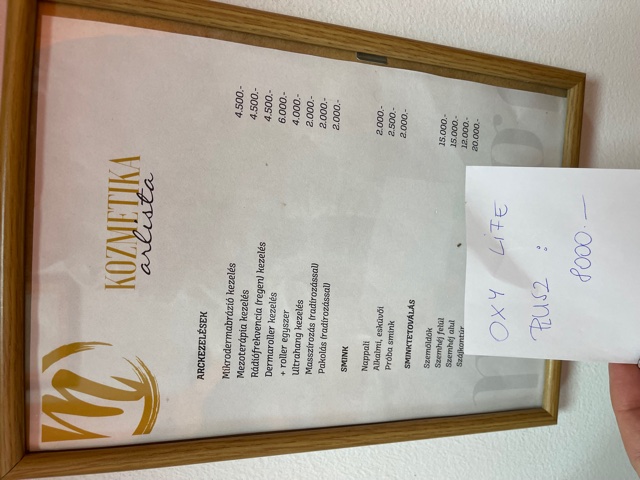 m
KOZMETIKA
árlista
ARCKEZELÉSEK
Mikrodermabrázió kezelés 4.500.-
Mezoterápia kezelés 4.500.-
Rádiófrekvencia (regen) kezelés 4.500.-
Dermaroller kezelés 6.000.-
+ roller egyszer 4.000.-
Ultrahang kezelés 2.000.-
Masszírozás (radírozással) 2.000.-
Pakolás (radírozással) 2.000.-
SMINK
Nappali 2.000.-
Alkalmi, esküvői 2.500.-
Próba smink 2.000.-
SMINKTETOVÁLÁS
Szemöldök 15.000.-
Szemhéj felül 15.000.-
Szemhéj alul 12.000.-
Szájkontúr 20.000.-
OXY LIFE
PLUSZ :
8000.-